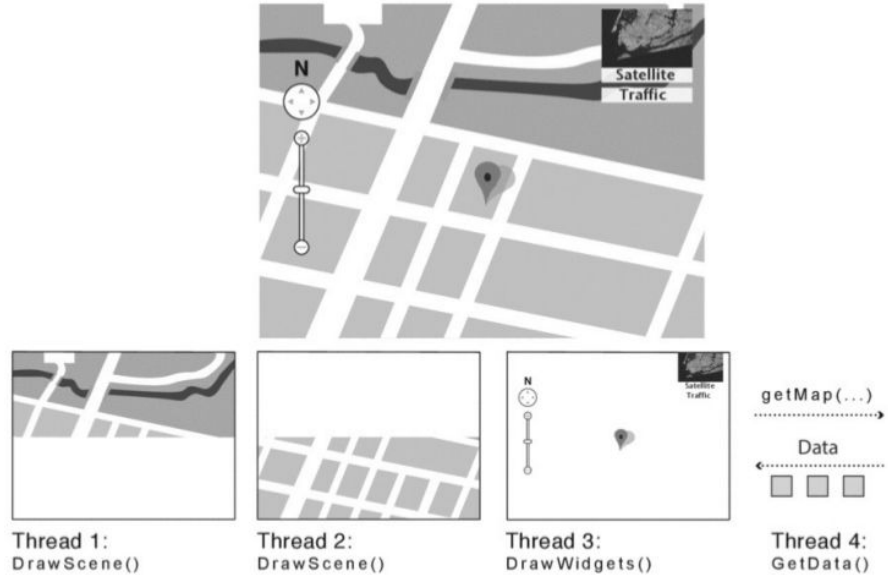 N
Satellite
Traffic
N
Satellite
Traffic
getMap(...)
Data
Thread 1:
DrawScene()
Thread 2:
DrawScene()
Thread 3:
DrawWidgets()
Thread 4:
GetData()